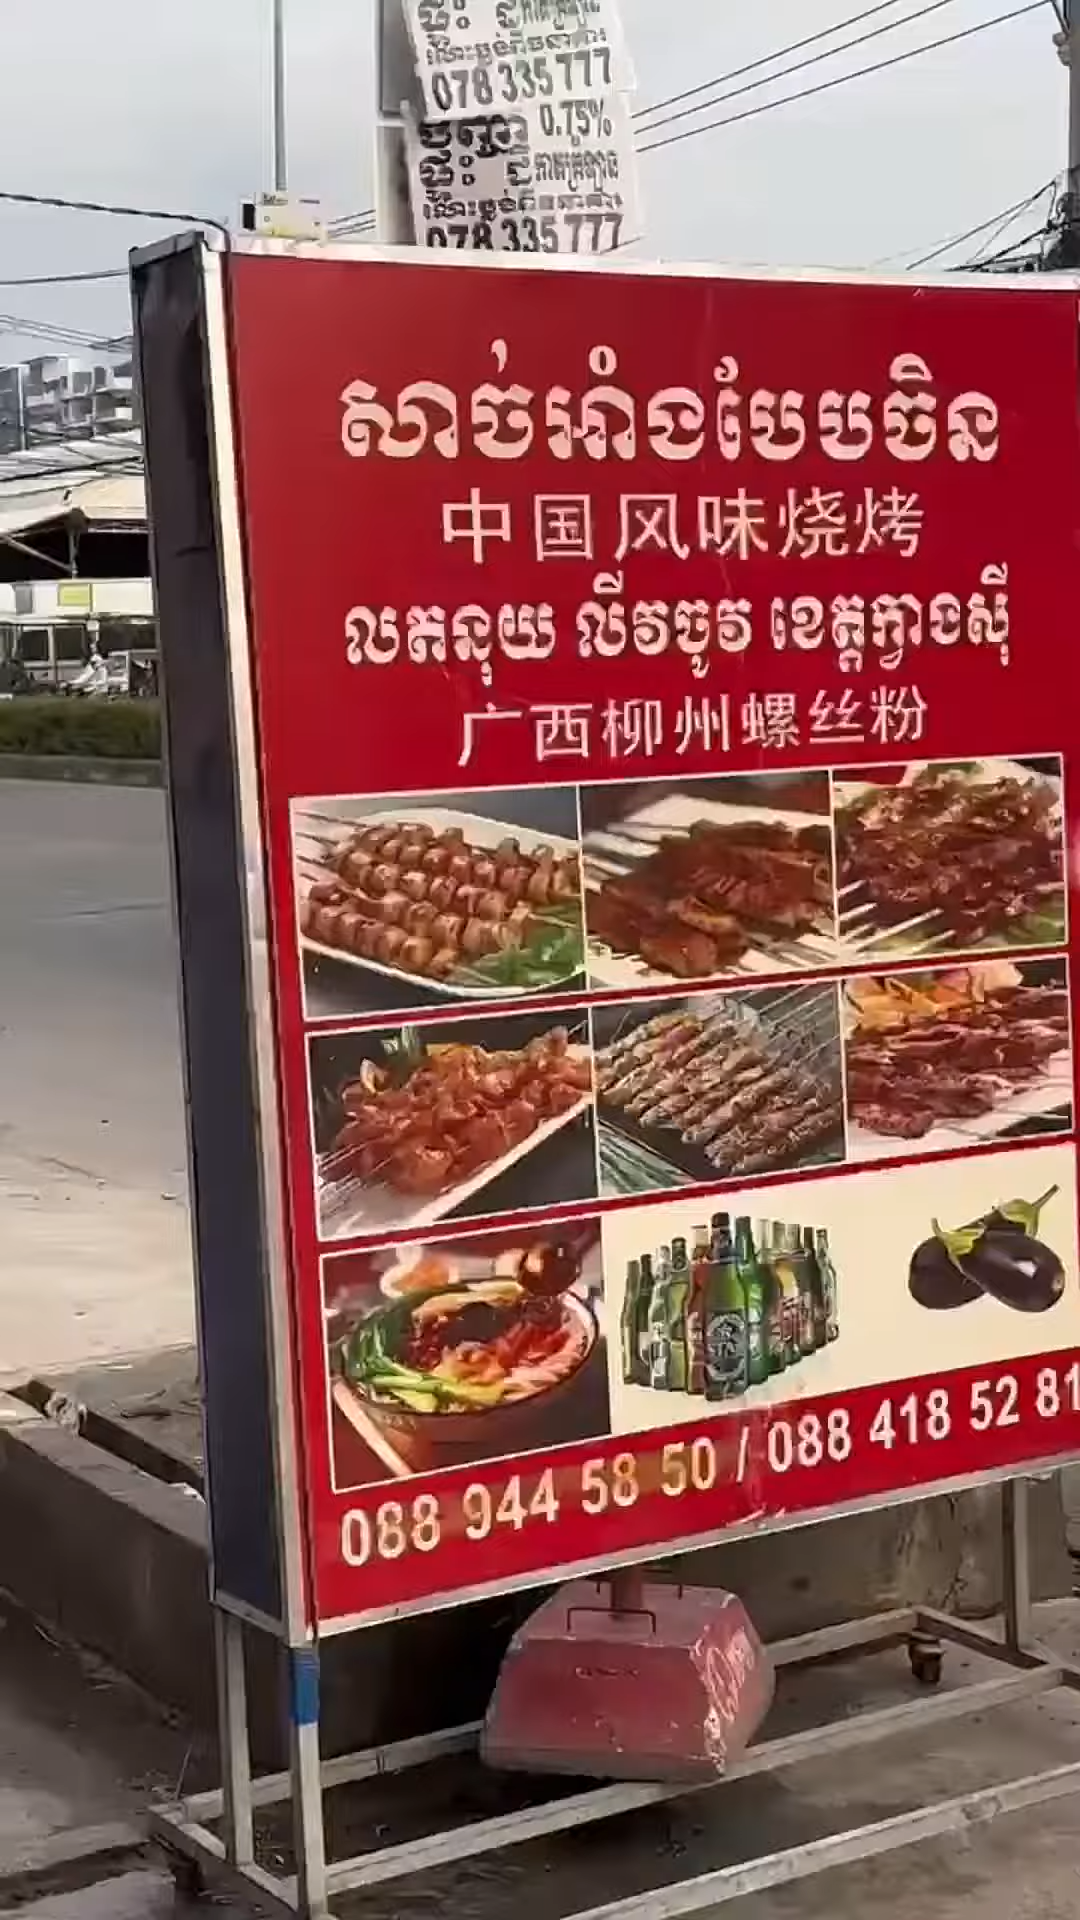 078 335 777
0.75%
078 335 777
សាច់អាំងបែបចិន
中国风味烧烤
លតនុយ លីវចូវ ខេត្តក្វាងស៊ី
广西柳州螺丝粉
088 944 58 50 / 088 418 52 81